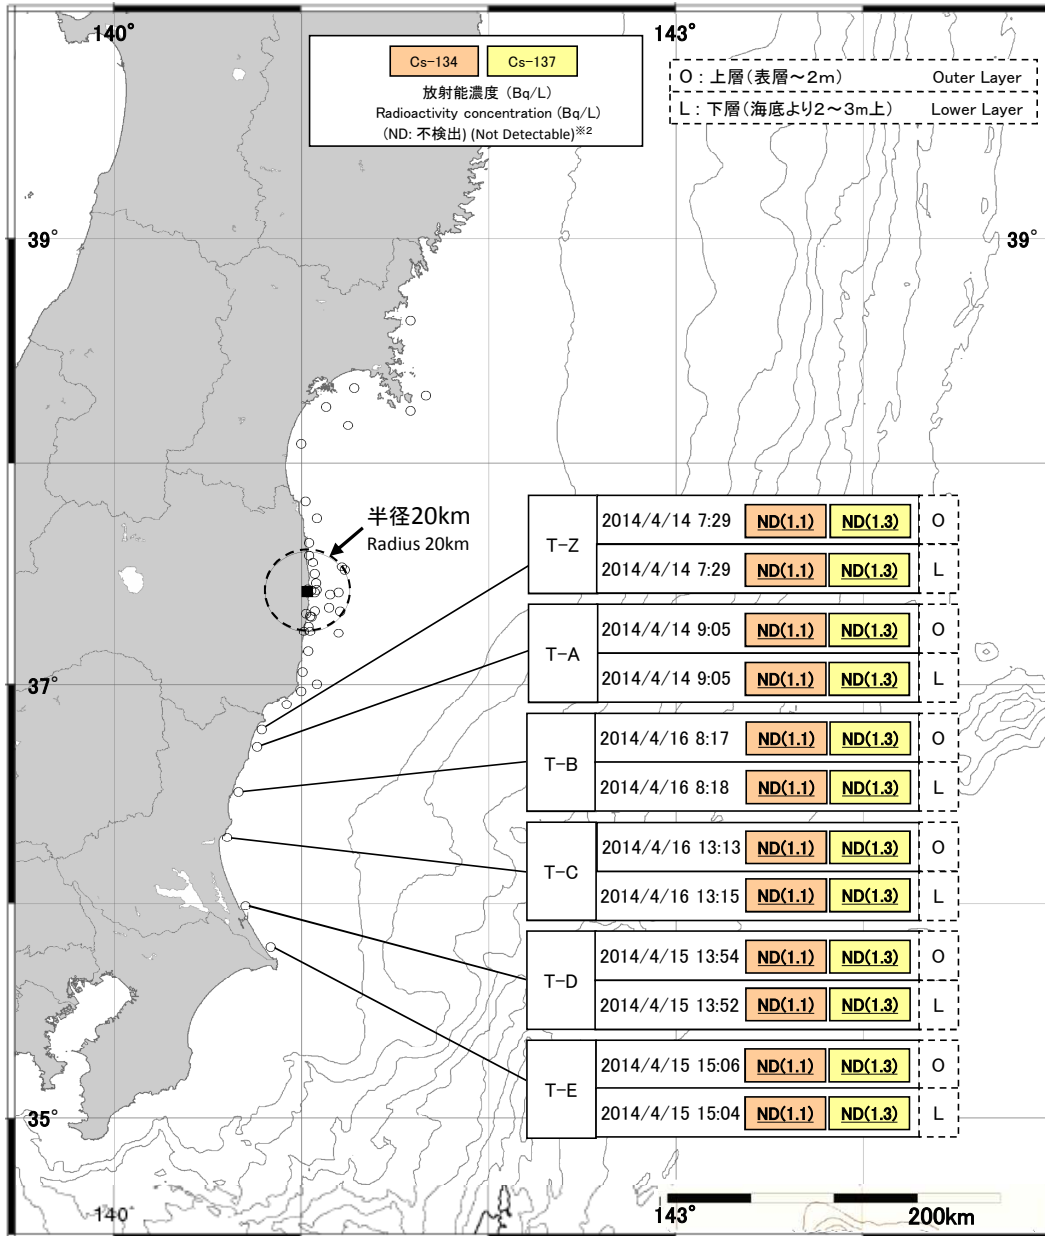 140°
143°
Cs-134 Cs-137
放射能濃度 (Bq/L)
Radioactivity concentration (Bq/L)
(ND: 不検出) (Not Detectable)※2
O : 上層(表層～2m) Outer Layer
L : 下層(海底より2～3m上) Lower Layer
39° 39°
半径20km
Radius 20km
T-Z
2014/4/14 7:29 ND(1.1) ND(1.3) O
2014/4/14 7:29 ND(1.1) ND(1.3) L
T-A
2014/4/14 9:05 ND(1.1) ND(1.3) O
2014/4/14 9:05 ND(1.1) ND(1.3) L
37°
T-B
2014/4/16 8:17 ND(1.1) ND(1.3) O
2014/4/16 8:18 ND(1.1) ND(1.3) L
T-C
2014/4/16 13:13 ND(1.1) ND(1.3) O
2014/4/16 13:15 ND(1.1) ND(1.3) L
T-D
2014/4/15 13:54 ND(1.1) ND(1.3) O
2014/4/15 13:52 ND(1.1) ND(1.3) L
T-E
2014/4/15 15:06 ND(1.1) ND(1.3) O
2014/4/15 15:04 ND(1.1) ND(1.3) L
35°
140°
143°
200km